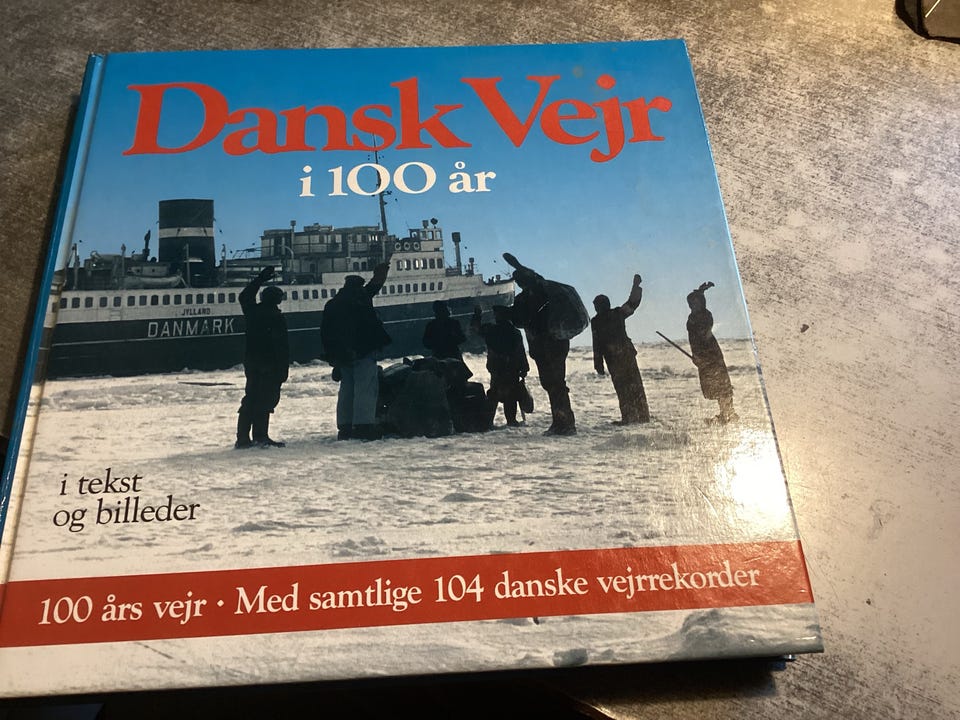 Dansk Vejr
i 100 år
JYLLAND
DANMARK
i tekst
og billeder
100 års vejr · Med samtlige 104 danske vejrrekorder